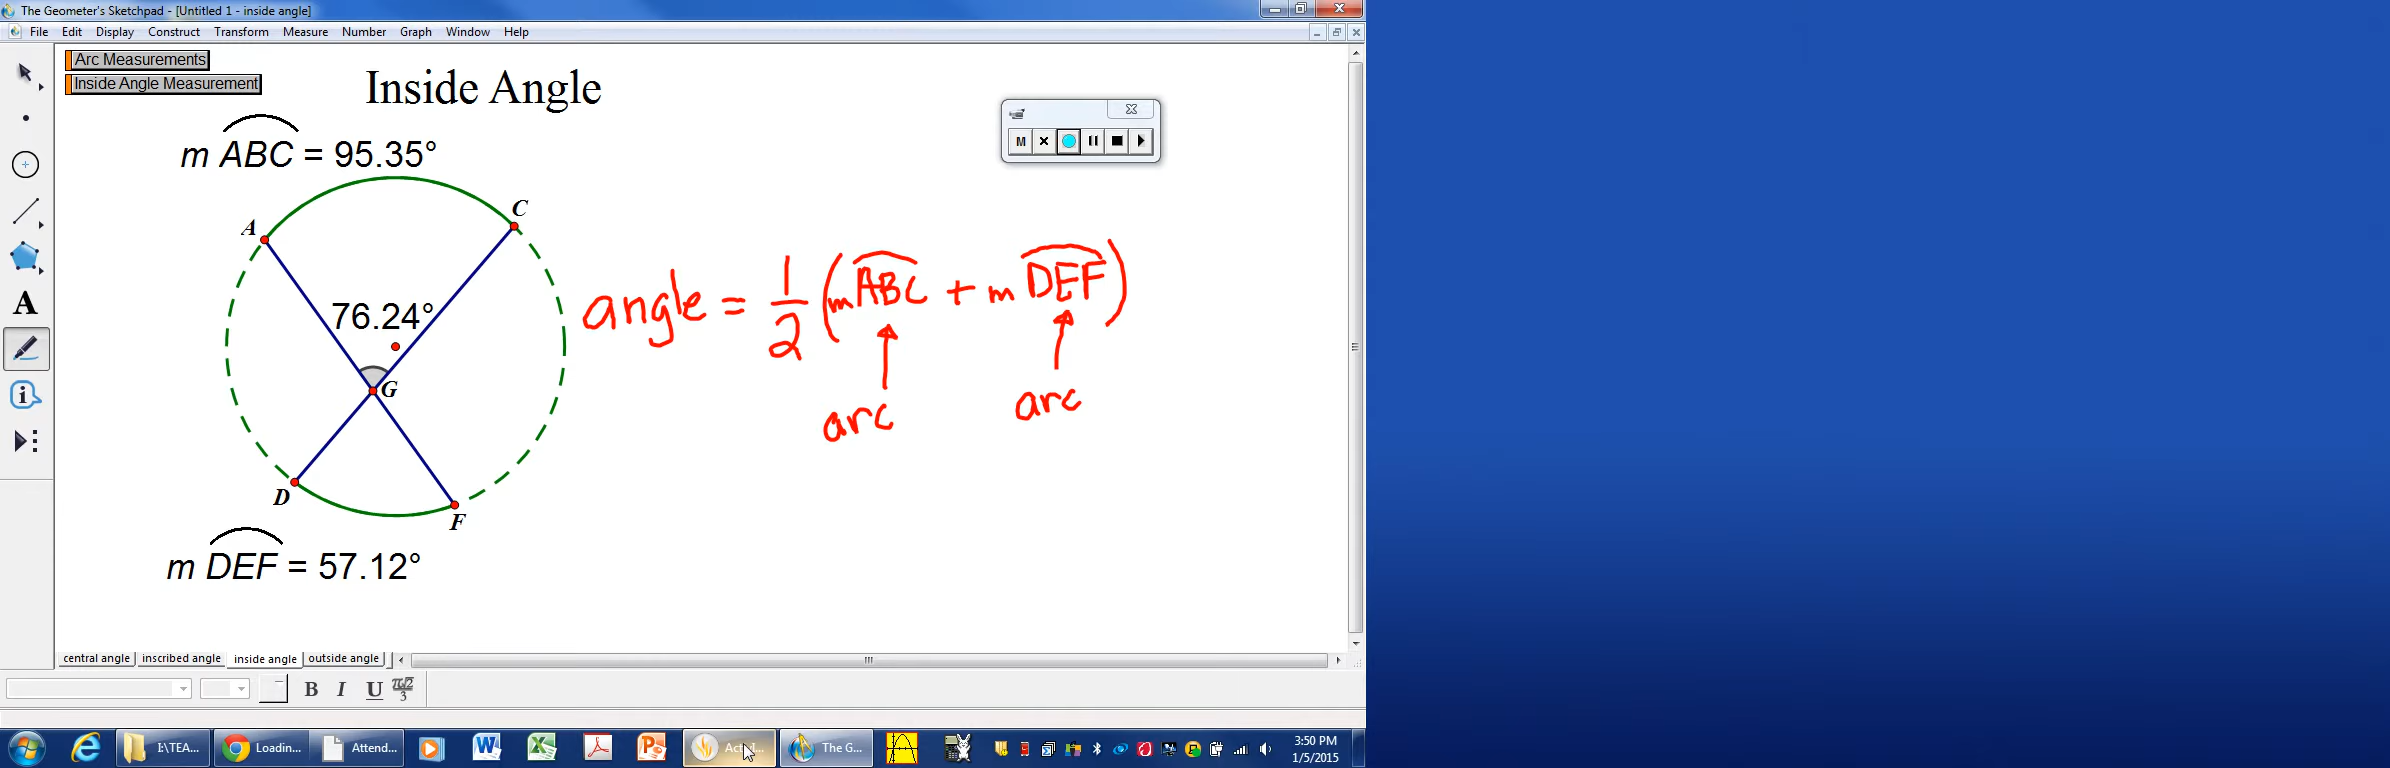 The Geometer's Sketchpad - [Untitled 1 - inside angle]
File Edit Display Construct Transform Measure Number Graph Window Help
Arc Measurements
Inside Angle Measurement
Inside Angle
m ABC = 95.35°
M
A
C
angle = 1/2 (mABC + m DEF)
76.24°
G
arc
arc
D
F
m DEF = 57.12°
central angle inscribed angle inside angle outside angle
B I U
I:\TEA... Loadin... Attend... The G...
3:50 PM
1/5/2015